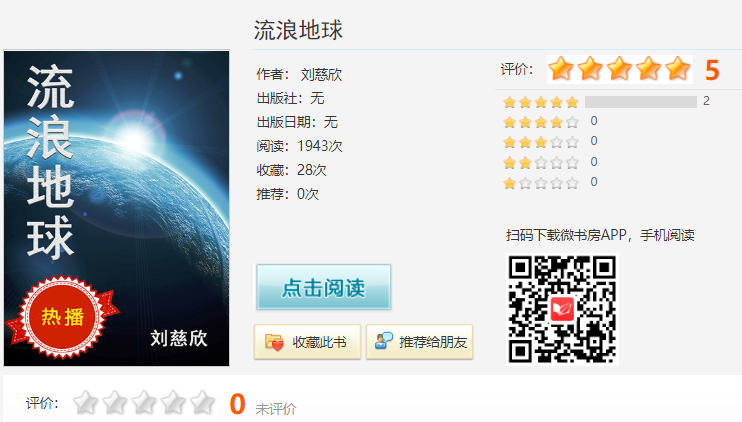 流浪地球
流浪地球
热播
刘慈欣
作者： 刘慈欣
出版社：无
出版日期：无
阅读：1943次
收藏：28次
推荐：0次
点击阅读
收藏此书
推荐给朋友
评价： 5
2
0
0
0
0
扫码下载微书房APP，手机阅读
评价： 0 未评价